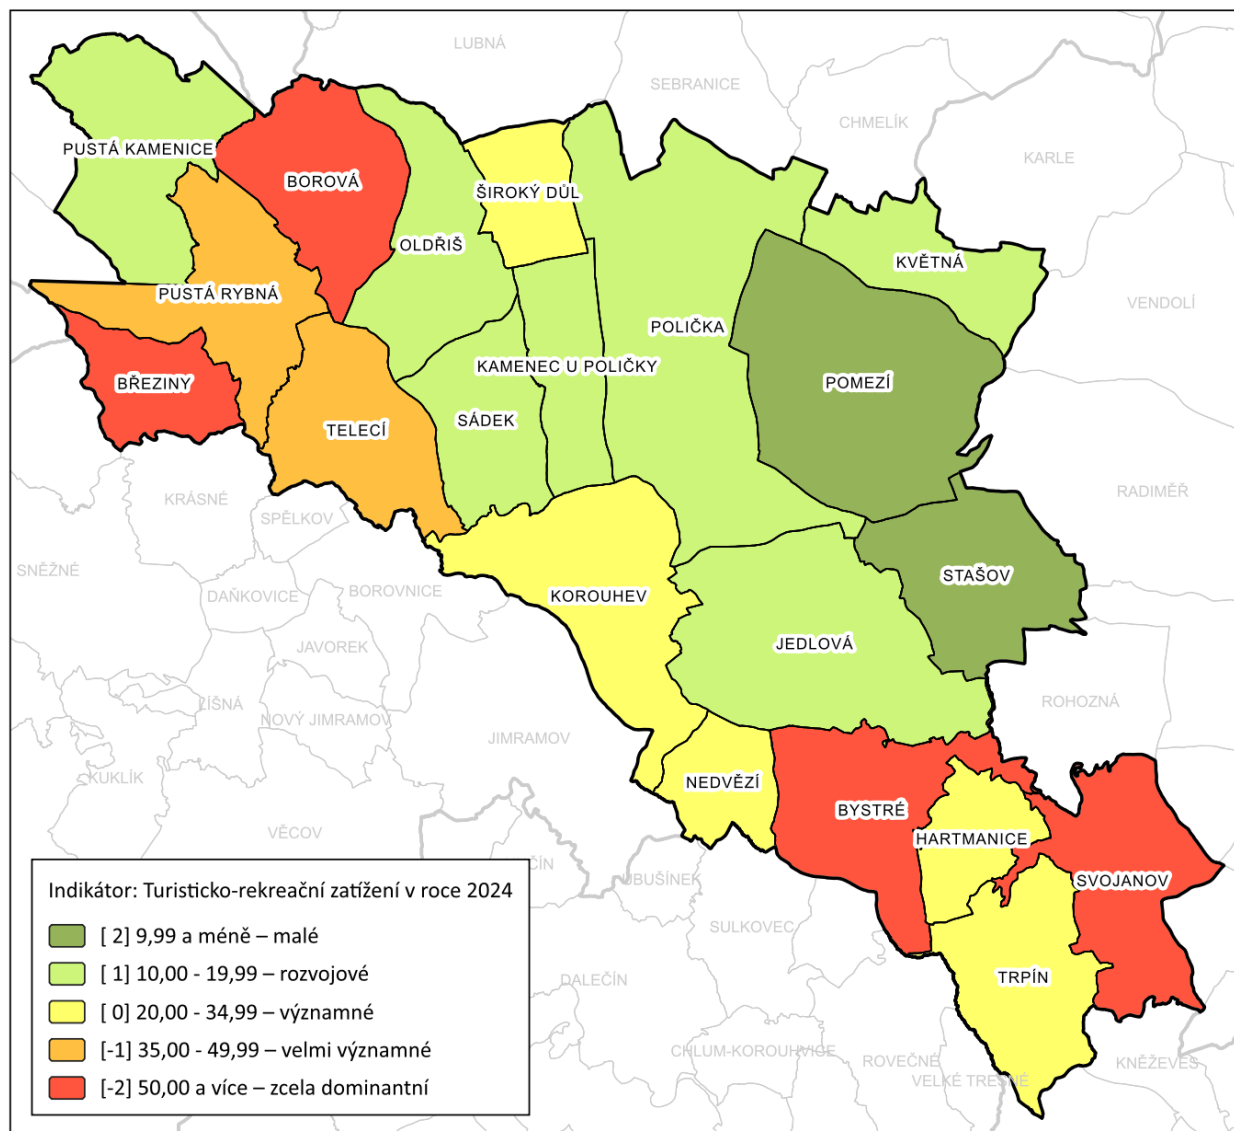 LUBNÁ
SEBRANICE
CHMELÍK
KARLE
PUSTÁ KAMENICE
BOROVÁ
ŠIROKÝ DŮL
OLDŘIŠ
KVĚTNÁ
PUSTÁ RYBNÁ
VENDOLÍ
POLIČKA
KAMENEC U POLIČKY
BŘEZINY
POMEZÍ
SÁDEK
TELECÍ
RADIMĚŘ
KRÁSNÉ
SPĚLKOV
SNĚŽNÉ
STAŠOV
BOROVNICE
DAŇKOVICE
KOROUHEV
JAVOREK
JEDLOVÁ
LÍŠNÁ
ROHOZNÁ
NOVÝ JIMRAMOV
JIMRAMOV
KUKLÍK
NEDVĚZÍ
BYSTRÉ
VĚCOV
HARTMANICE
UBUŠÍNEK
SVOJANOV
SULKOVEC
TRPÍN
DALEČÍN
CHLUM-KOROUHVICE
ROVEČNÉ
KNĚŽEVES
VELKÉ TRESNÉ
Indikátor: Turisticko-rekreační zatížení v roce 2024
[ 2] 9,99 a méně – malé
[ 1] 10,00 - 19,99 – rozvojové
[ 0] 20,00 - 34,99 – významné
[-1] 35,00 - 49,99 – velmi významné
[-2] 50,00 a více – zcela dominantní